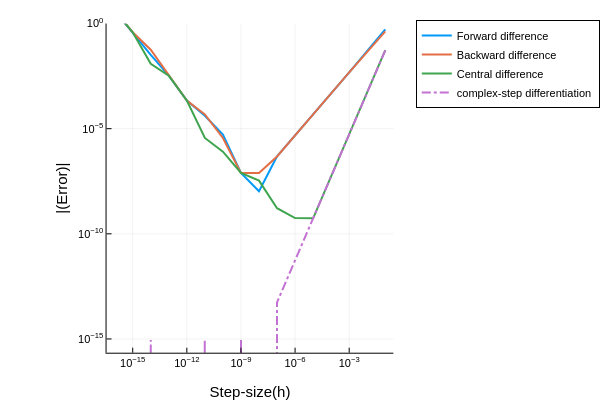 10⁰
10⁻⁵
10⁻¹⁰
10⁻¹⁵
|(Error)|
10⁻¹⁵ 10⁻¹² 10⁻⁹ 10⁻⁶ 10⁻³
Step-size(h)
Forward difference
Backward difference
Central difference
complex-step differentiation